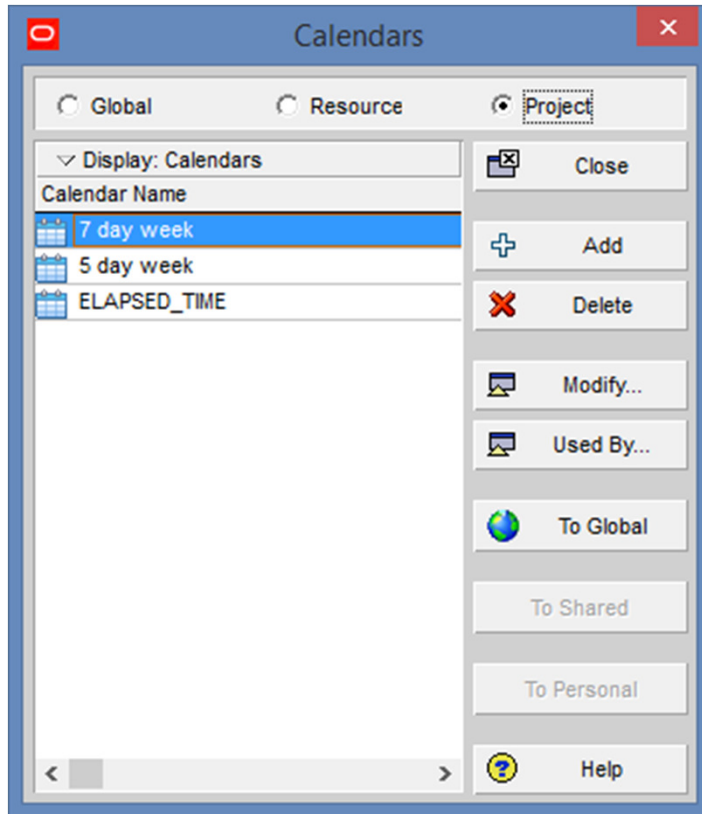 Calendars
Global Resource Project
Display: Calendars
Calendar Name
7 day week
5 day week
ELAPSED_TIME
Close
Add
Delete
Modify...
Used By...
To Global
To Shared
To Personal
Help